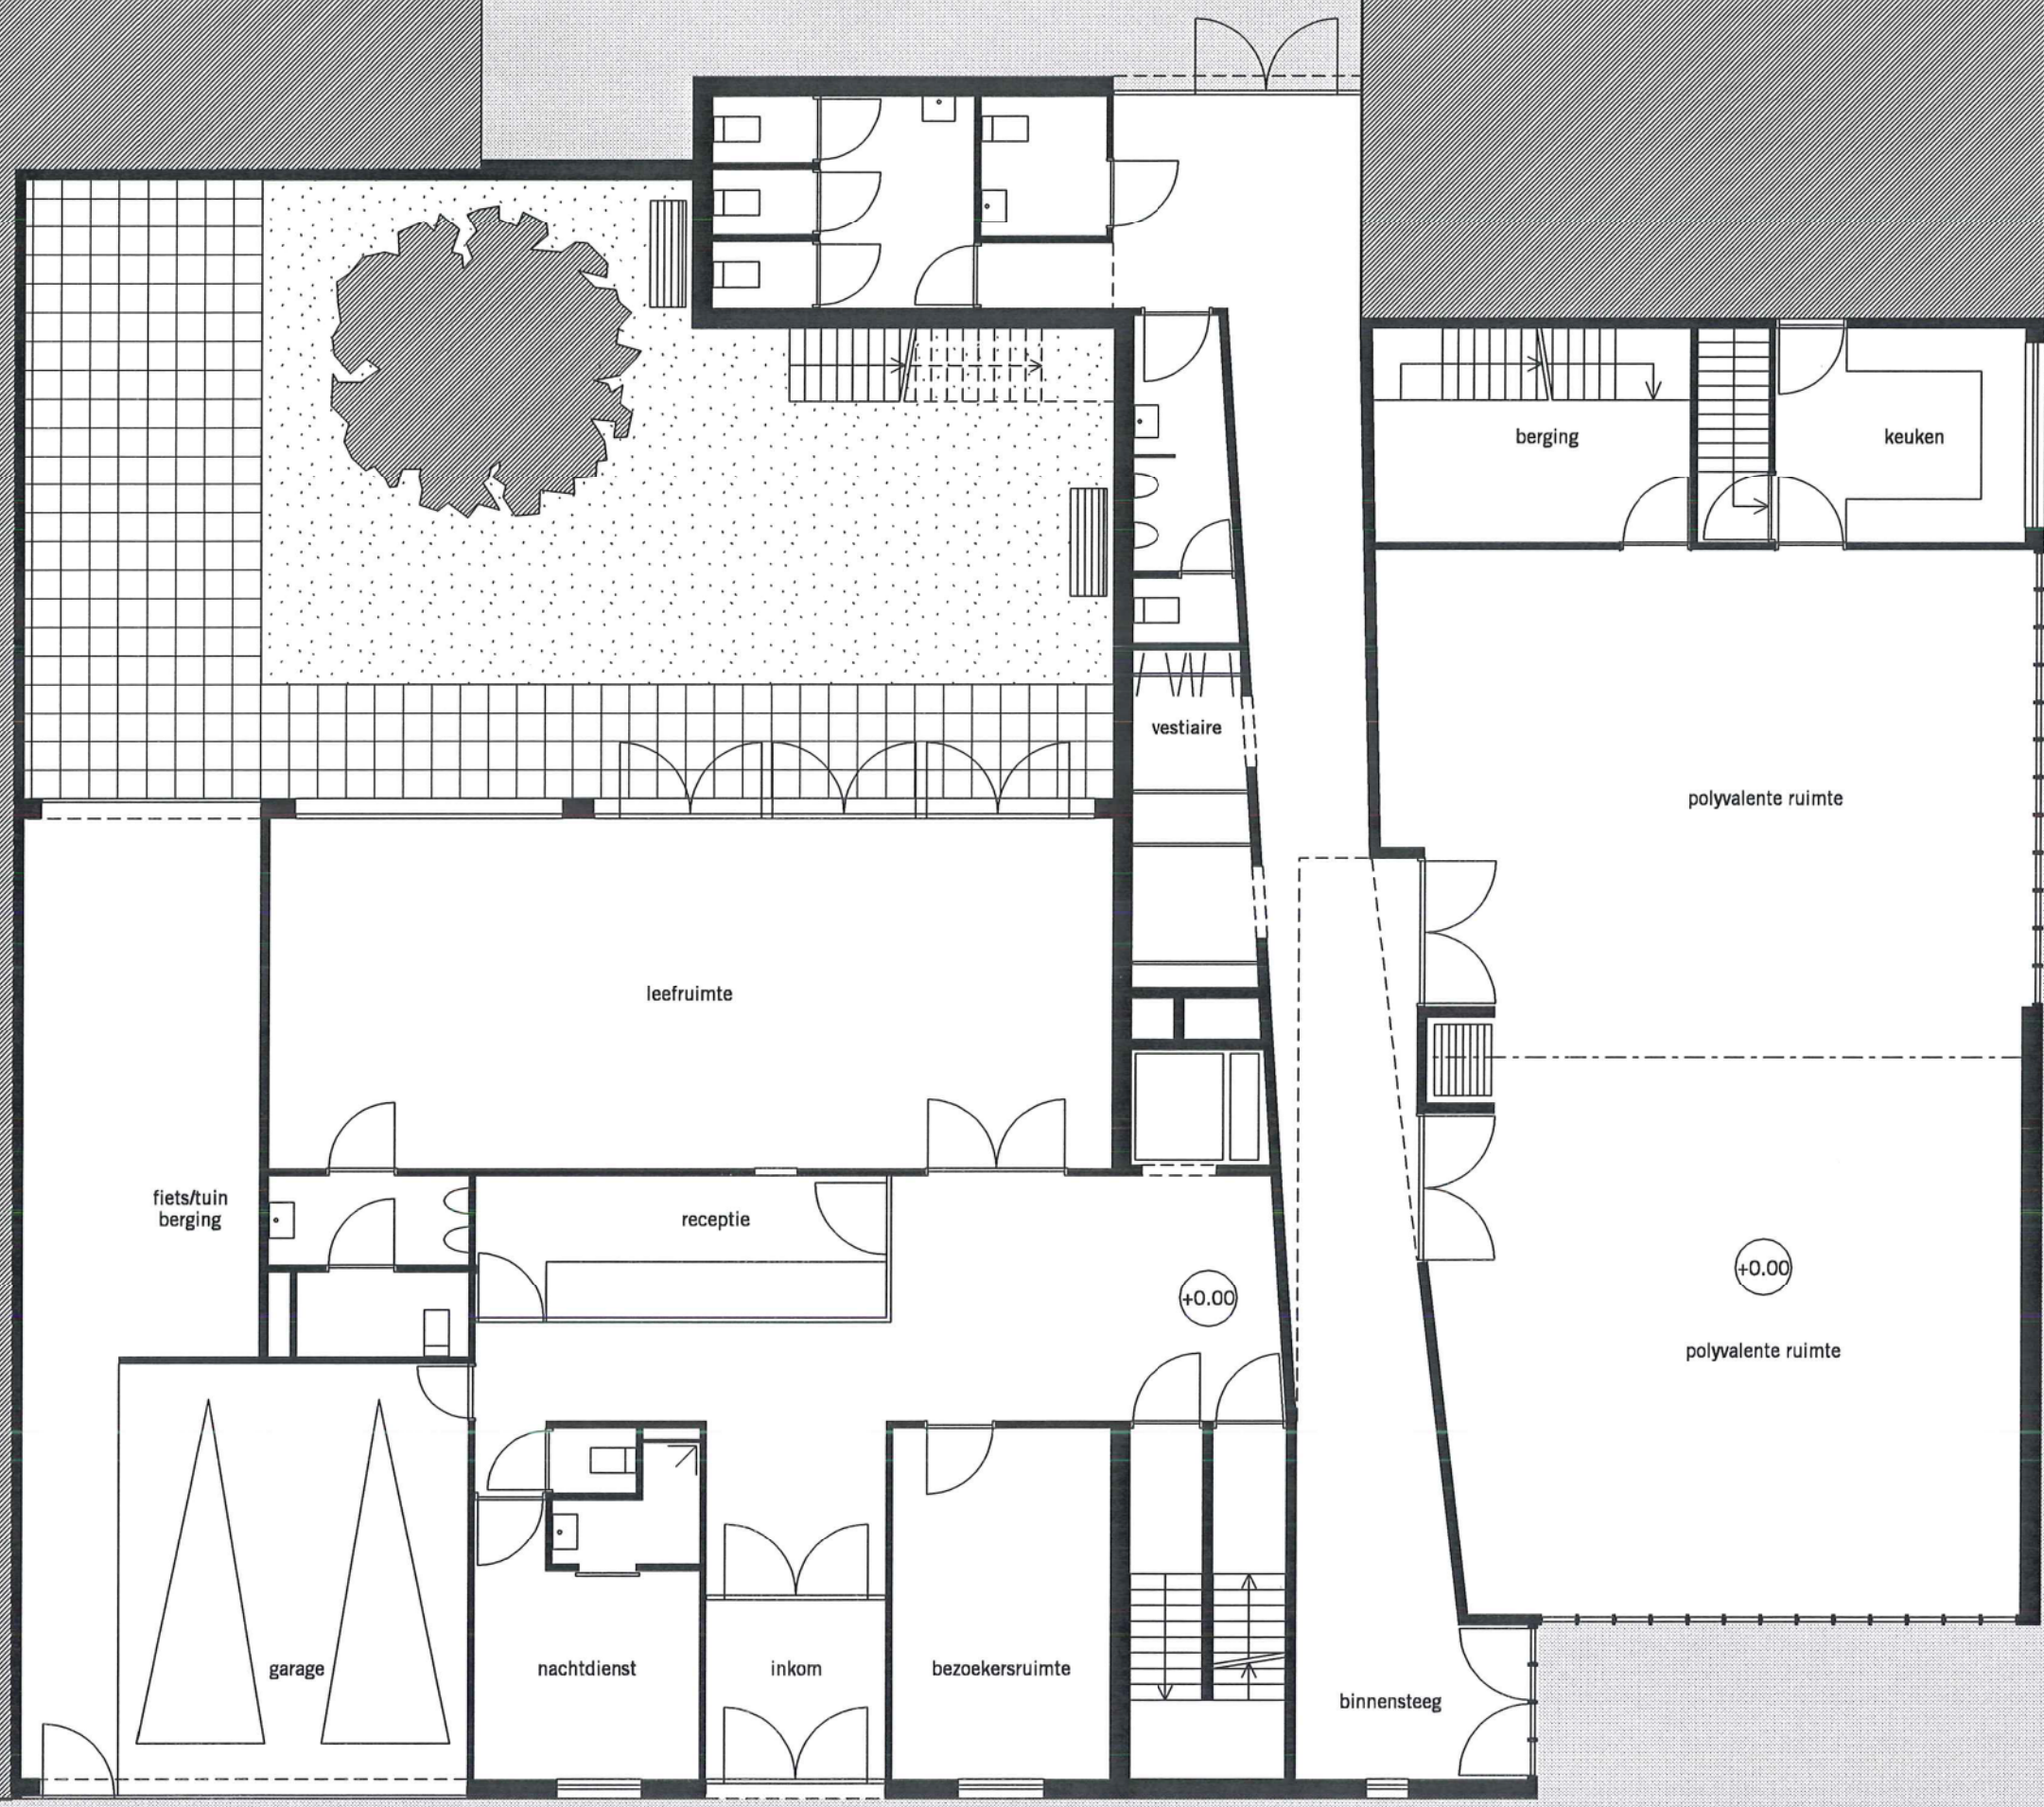 berging
keuken
vestiaire
polyvalente ruimte
leefruimte
fiets/tuin
berging
receptie
+0.00
+0.00
polyvalente ruimte
garage
nachtdienst
inkom
bezoekersruimte
binnensteeg